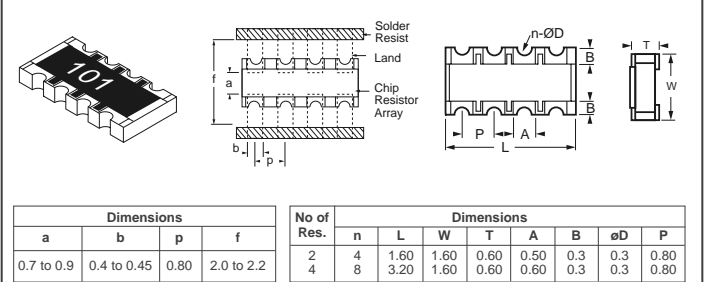 101
f
a
b
p
Solder
Resist
Land
Chip
Resistor
Array
n-ØD
B
B
P
A
L
T
W
Dimensions
a b p f
0.7 to 0.9 0.4 to 0.45 0.80 2.0 to 2.2
No of
Res.
Dimensions
n L W T A B øD P
2 4 1.60 1.60 0.60 0.50 0.3 0.3 0.80
4 8 3.20 1.60 0.60 0.60 0.3 0.3 0.80